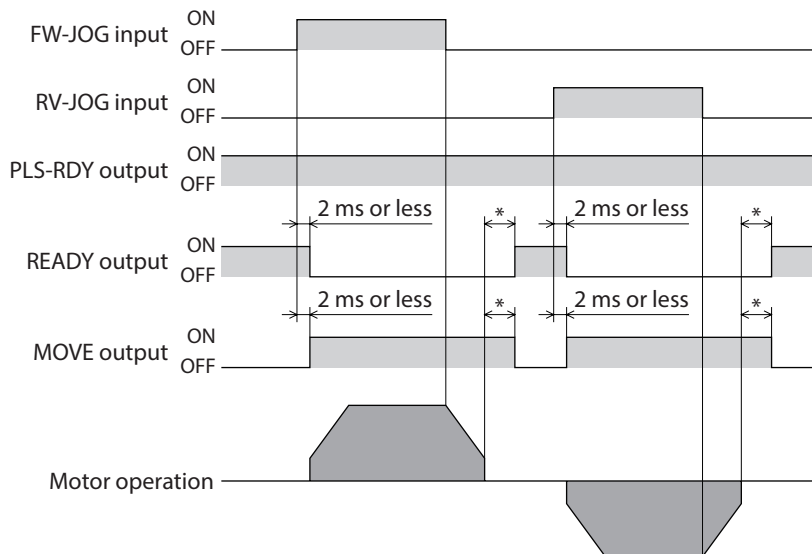 FW-JOG input ON
OFF
RV-JOG input ON
OFF
PLS-RDY output ON
OFF
2 ms or less * 2 ms or less *
READY output ON
OFF
2 ms or less * 2 ms or less *
MOVE output ON
OFF
Motor operation